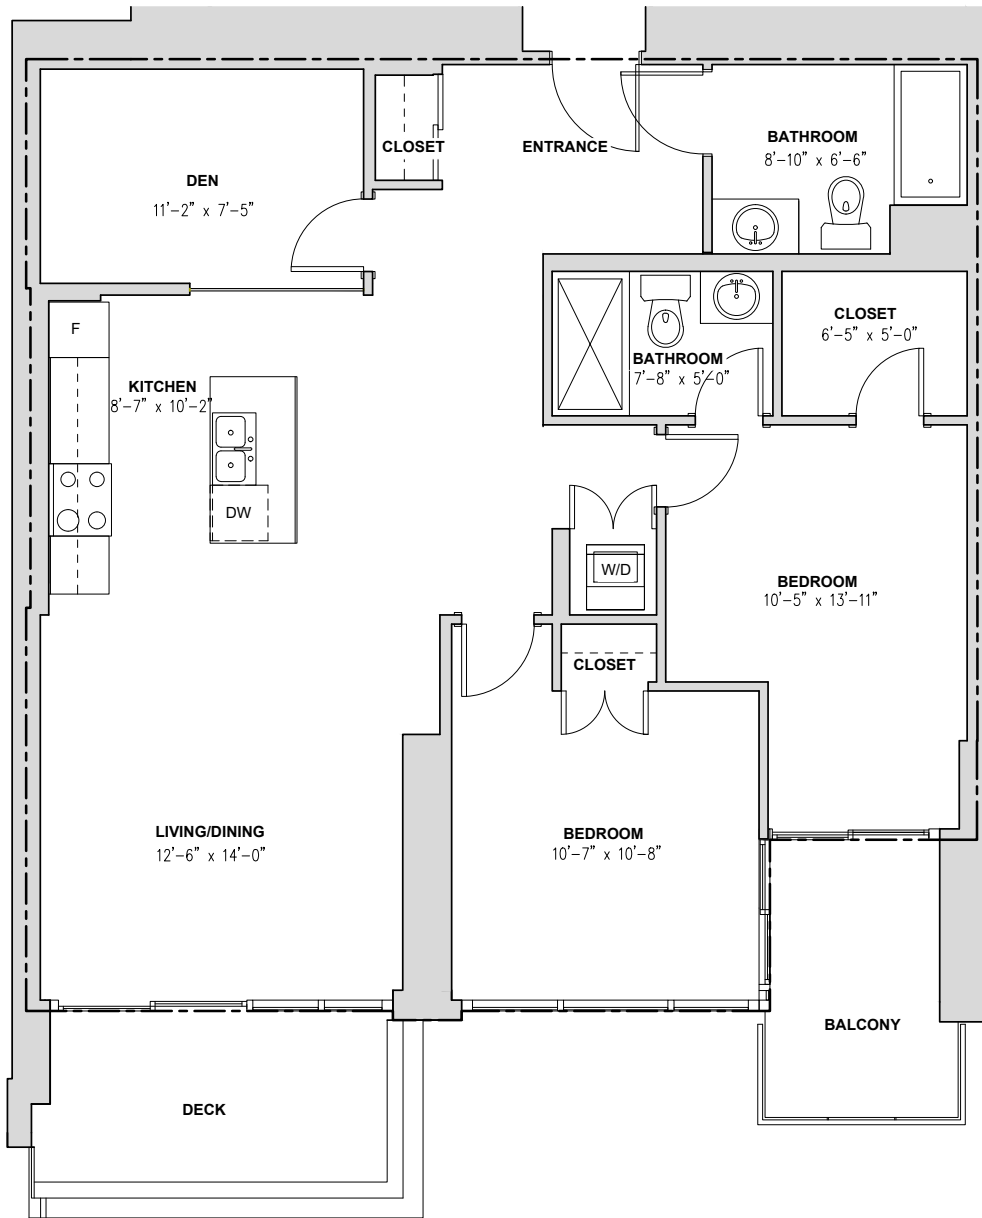 BATHROOM
8'-10" x 6'-6"
CLOSET
ENTRANCE
DEN
11'-2" x 7'-5"
CLOSET
6'-5" x 5'-0"
F
BATHROOM
7'-8" x 5'-0"
KITCHEN
8'-7" x 10'-2"
DW
W/D
BEDROOM
10'-5" x 13'-11"
CLOSET
LIVING/DINING
12'-6" x 14'-0"
BEDROOM
10'-7" x 10'-8"
BALCONY
DECK